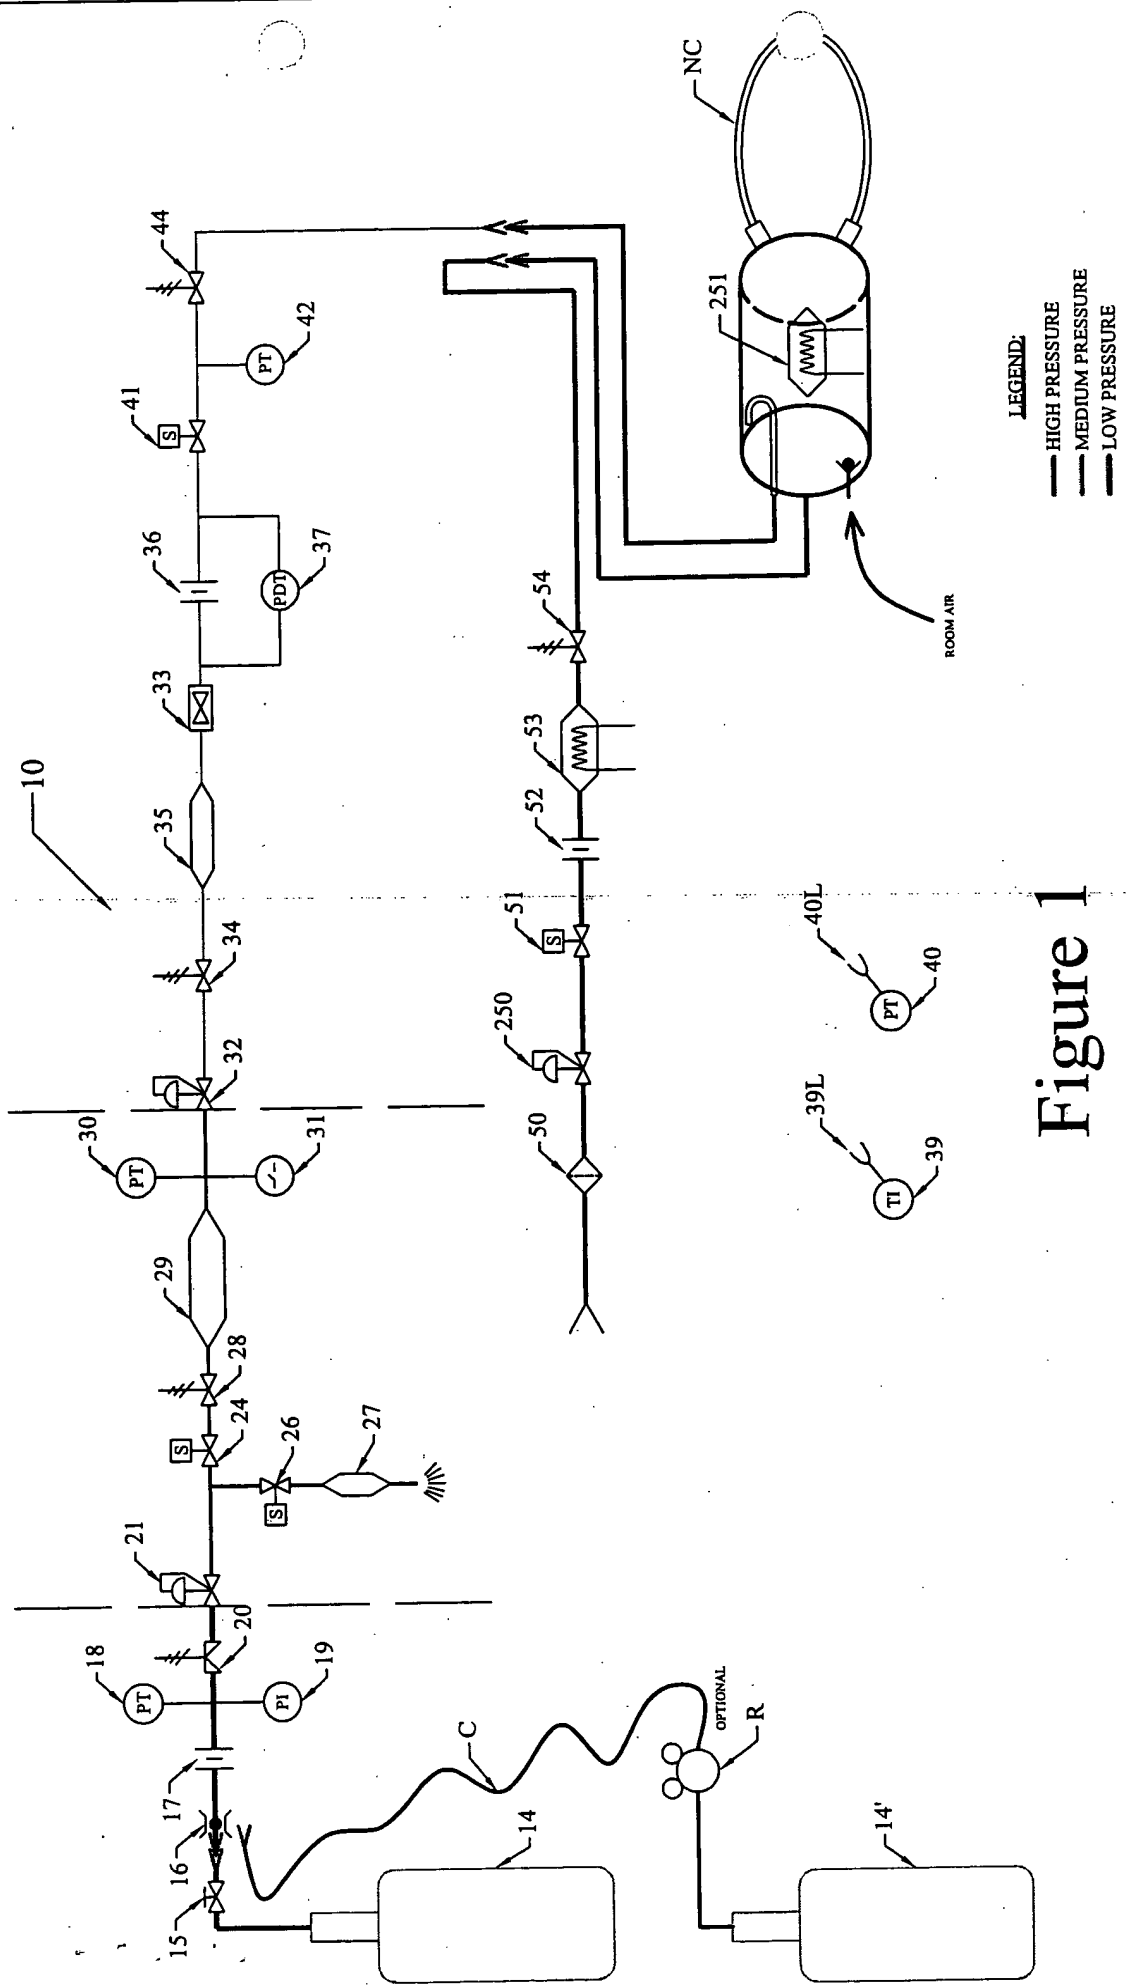 10
15
16
17
18
PT
19
PI
20
21
24
S
26
S
27
28
29
30
PT
31
32
34
35
33
36
37
PDT
41
S
42
PT
44
50
250
51
S
52
53
54
251
NC
ROOM AIR
C
OPTIONAL
R
14
14'
39L
TI
39
40L
PT
40
LEGEND:
HIGH PRESSURE
MEDIUM PRESSURE
LOW PRESSURE
Figure 1